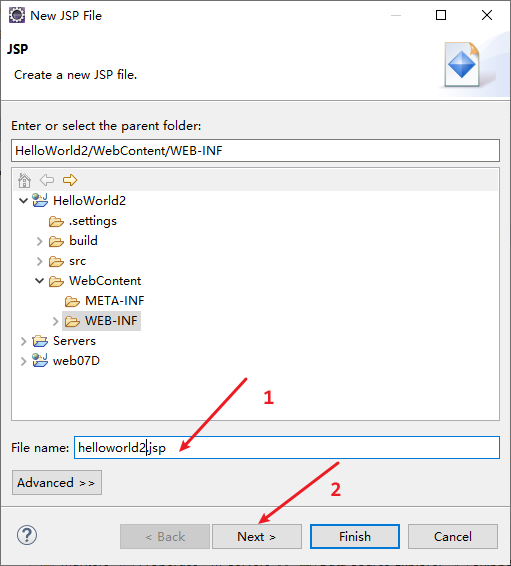 New JSP File
JSP
Create a new JSP file.
Enter or select the parent folder:
HelloWorld2/WebContent/WEB-INF
HelloWorld2
.settings
build
src
WebContent
META-INF
WEB-INF
Servers
web07D
1
File name: helloworld2.jsp
Advanced >>
2
? < Back Next > Finish Cancel